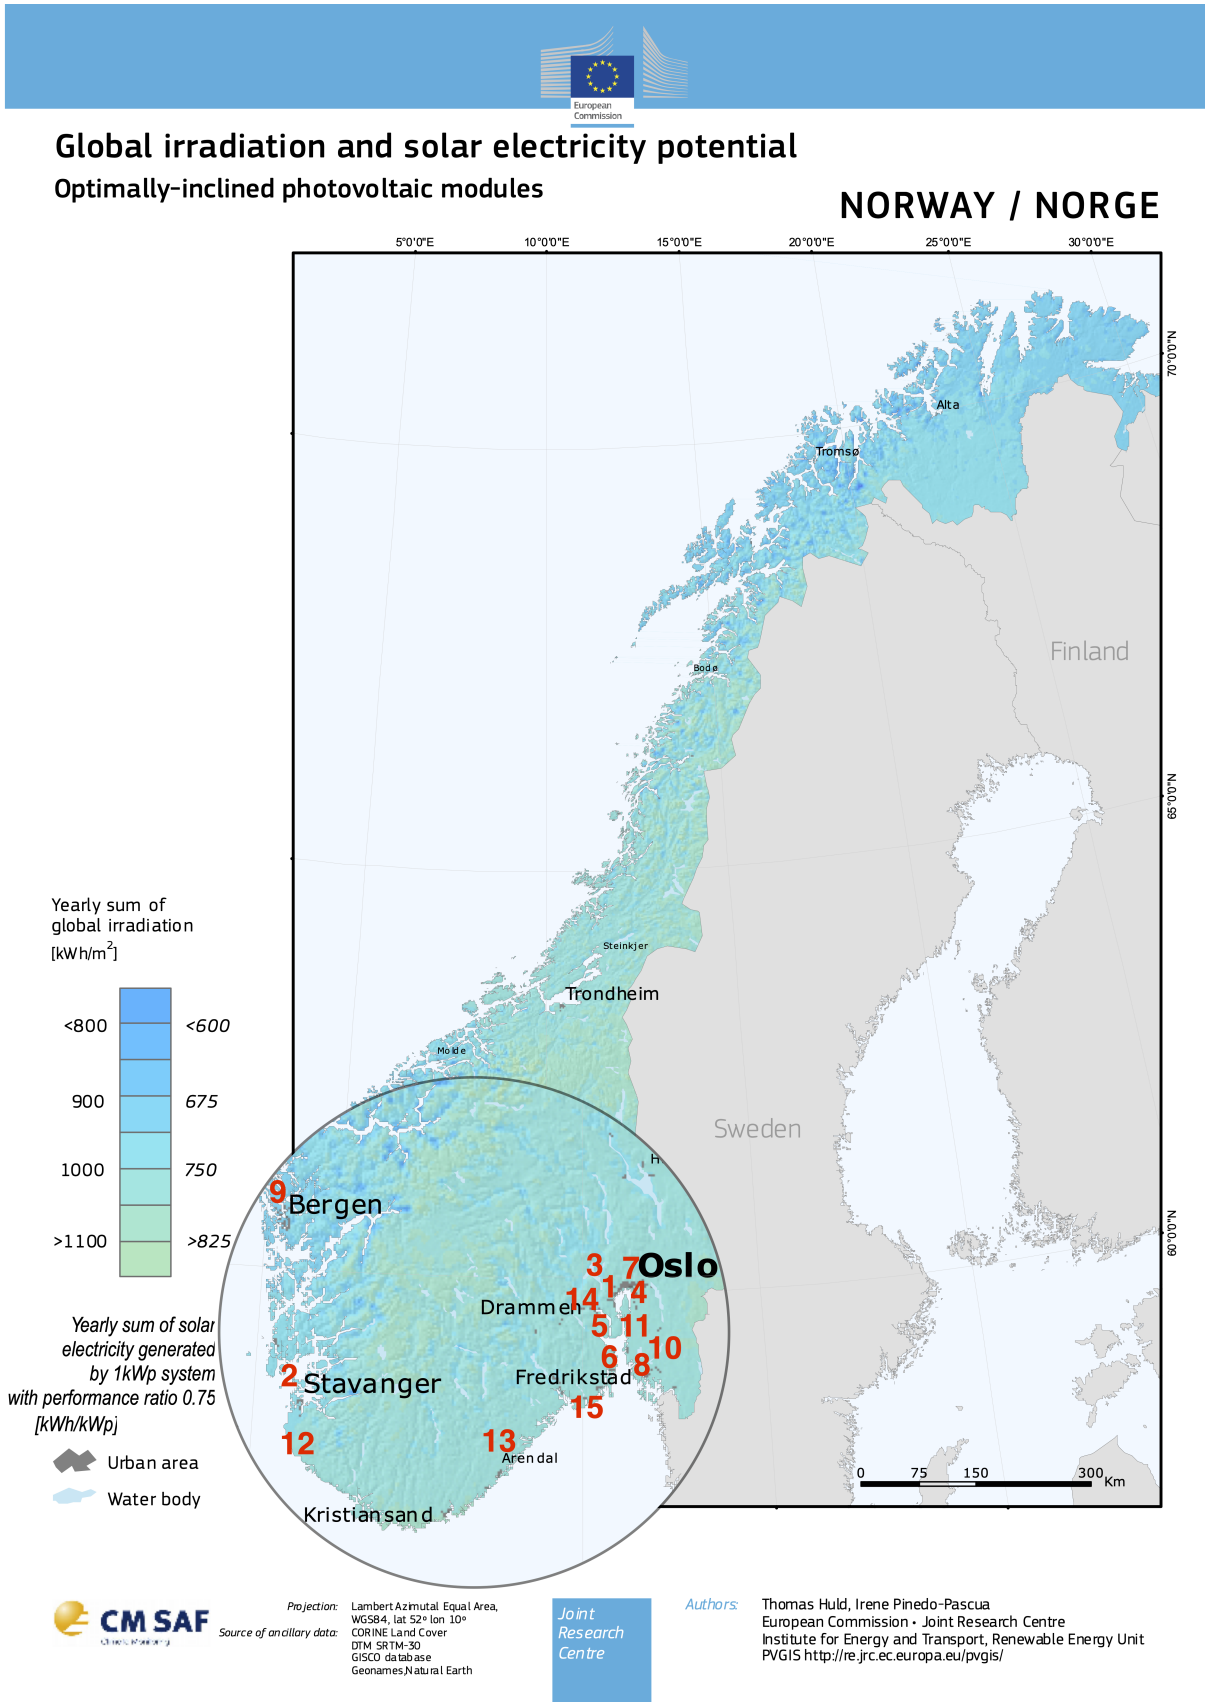 European
Commission
Global irradiation and solar electricity potential
Optimally-inclined photovoltaic modules
NORWAY / NORGE
5°0'0"E
10°0'0"E
15°0'0"E
20°0'0"E
25°0'0"E
30°0'0"E
70°0'0"N
Alta
Tromsø
Finland
Bodø
65°0'0"N
Yearly sum of
global irradiation
[kWh/m2]
Steinkjer
Trondheim
<800
<600
Molde
900
675
Sweden
1000
750
H
9
Bergen
>1100
>825
60°0'0"N
3
7
Oslo
1
4
14
Drammen
5
11
Yearly sum of solar
electricity generated
by 1kWp system
with performance ratio 0.75
[kWh/kWp]
10
6
8
2
Stavanger
Fredrikstad
15
12
13
Arendal
Urban area
Water body
Kristiansand
0
75
150
300
Km
CM SAF
Climate Monitoring
Projection:
Lambert Azimutal Equal Area,
WGS84, lat 52º lon 10º
Source of ancillary data:
CORINE Land Cover
DTM SRTM-30
GISCO database
Geonames,Natural Earth
Joint
Research
Centre
Authors:
Thomas Huld, Irene Pinedo-Pascua
European Commission • Joint Research Centre
Institute for Energy and Transport, Renewable Energy Unit
PVGIS http://re.jrc.ec.europa.eu/pvgis/